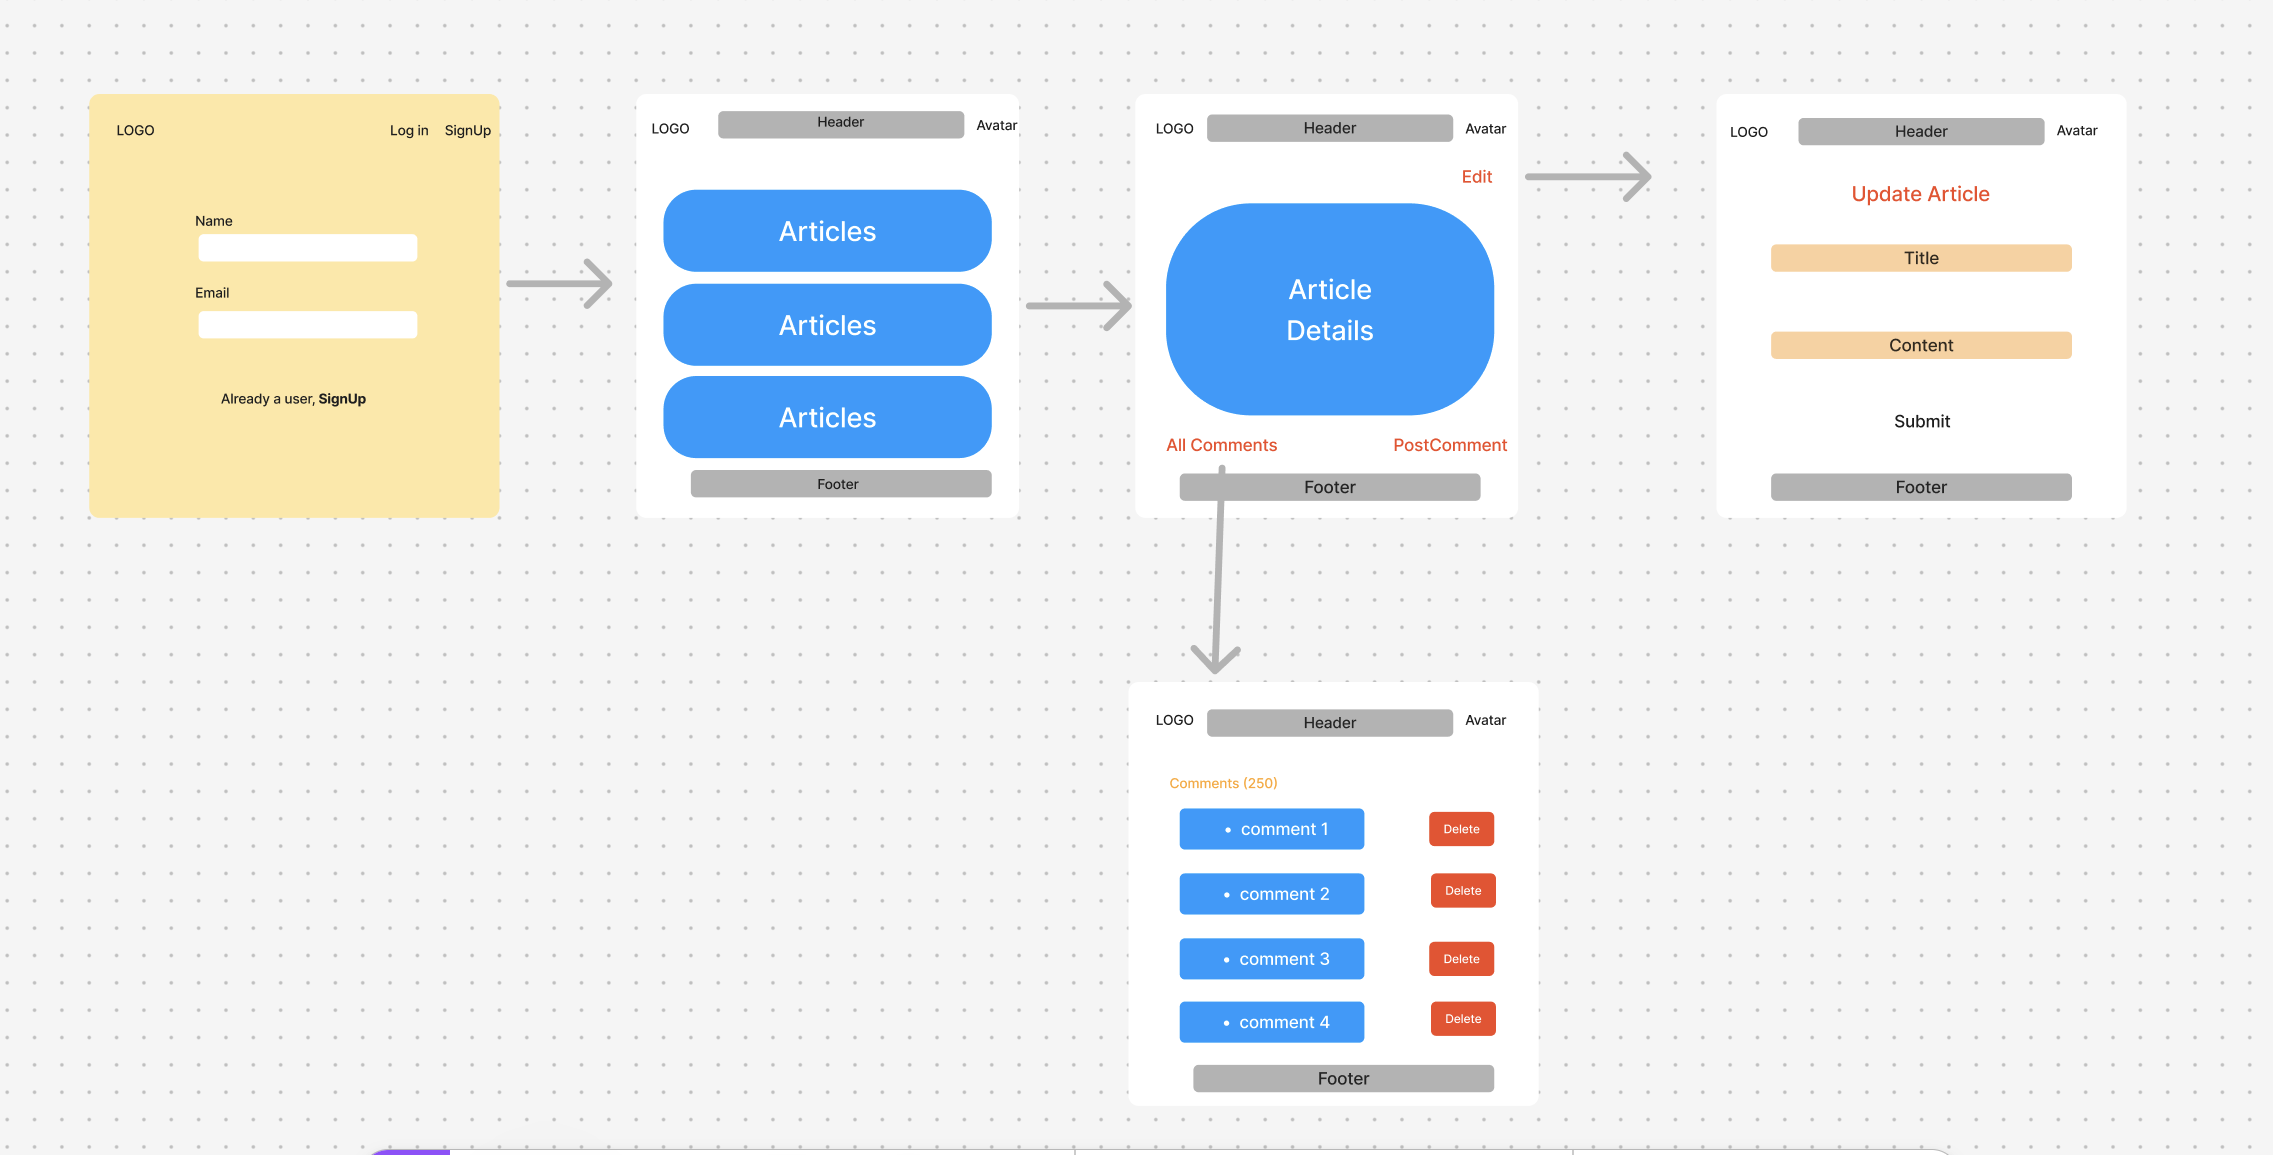 LOGO
Log in
SignUp
Name
Email
Already a user, SignUp
LOGO
Header
Avatar
Articles
Articles
Articles
Footer
LOGO
Header
Avatar
Edit
Article
Details
All Comments
PostComment
Footer
LOGO
Header
Avatar
Update Article
Title
Content
Submit
Footer
LOGO
Header
Avatar
Comments (250)
• comment 1
Delete
• comment 2
Delete
• comment 3
Delete
• comment 4
Delete
Footer